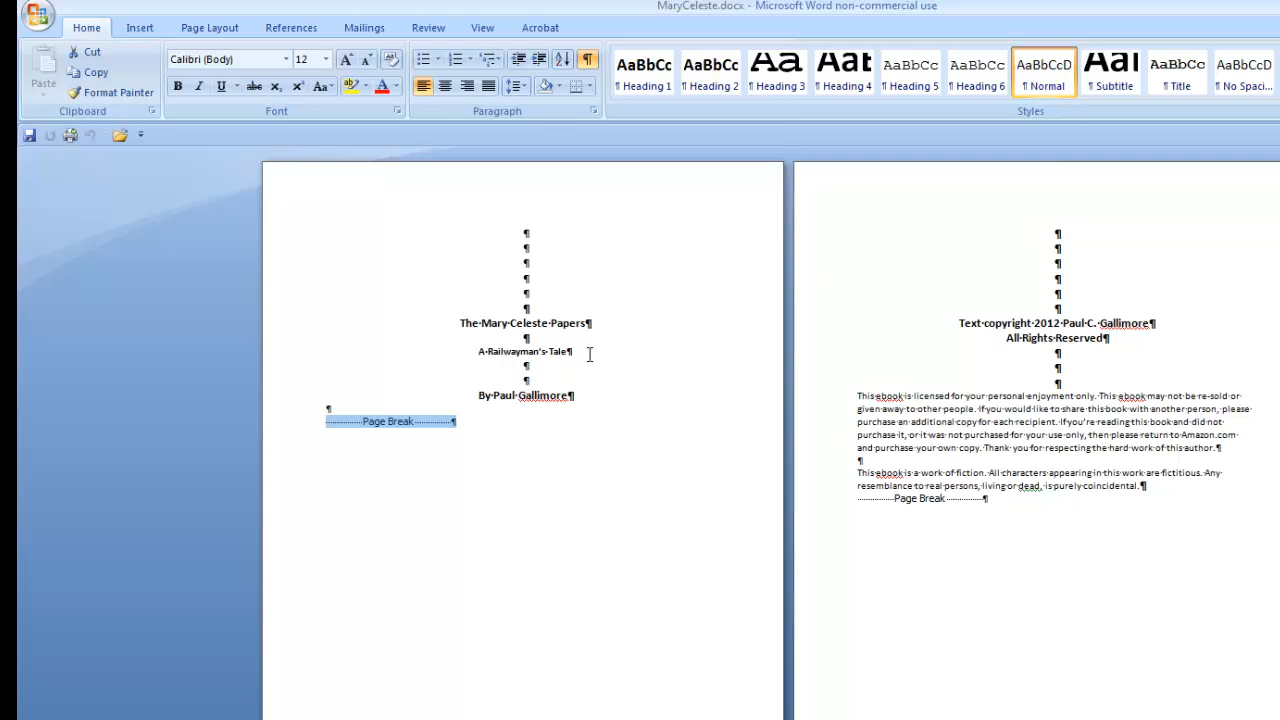 MaryCeleste.docx - Microsoft Word non-commercial use
Home Insert Page Layout References Mailings Review View Acrobat
Paste
Cut
Copy
Format Painter
Clipboard
Calibri (Body) 12
B I U abc x₂ x² Aa
Font
Paragraph
AaBbCc AaBbCc Aa Aat AaBbCc AaBbCc AaBbCcD Aat AaBbCc AaBbCcD
¶ Heading 1 ¶ Heading 2 ¶ Heading 3 ¶ Heading 4 ¶ Heading 5 ¶ Heading 6 ¶ Normal ¶ Subtitle ¶ Title ¶ No Spaci...
Styles
¶
¶
¶
¶
¶
¶
The·Mary·Celeste·Papers¶
¶
A·Railwayman's·Tale¶
¶
¶
By·Paul·Gallimore¶
¶
Page Break¶
¶
¶
¶
¶
¶
¶
Text·copyright·2012·Paul·C.·Gallimore¶
All·Rights·Reserved¶
¶
¶
¶
This·ebook·is·licensed·for·your·personal·enjoyment·only.·This·ebook·may·not·be·re-sold·or·
given·away·to·other·people.·If·you·would·like·to·share·this·book·with·another·person,·please·
purchase·an·additional·copy·for·each·recipient.·If·you're·reading·this·book·and·did·not·
purchase·it,·or·it·was·not·purchased·for·your·use·only,·then·please·return·to·Amazon.com·
and·purchase·your·own·copy.·Thank·you·for·respecting·the·hard·work·of·this·author.¶
¶
This·ebook·is·a·work·of·fiction.·All·characters·appearing·in·this·work·are·fictitious.·Any·
resemblance·to·real·persons,·living·or·dead,·is·purely·coincidental.¶
Page Break¶